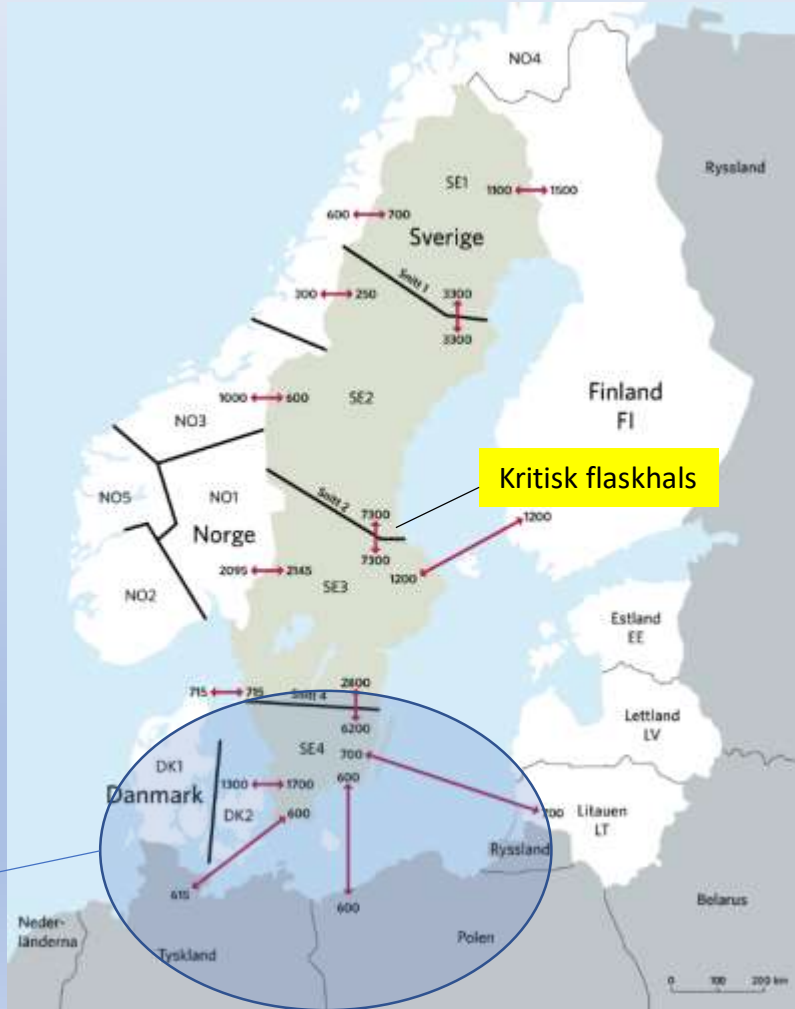 NO4
Ryssland
SE1
1100 1500
600 700
Sverige
Snitt 1
300 250
3300
3300
Finland
FI
1000 600
SE2
NO3
Kritisk flaskhals
NO5
NO1
Snitt 2
7300
1200
Norge
7300
2095 2145
1200
NO2
SE3
Estland
EE
715 715
Snitt 4
2800
Lettland
LV
6200
SE4
700
DK1
1300 1700
600
Danmark
DK2
600
700
Litauen
LT
Ryssland
615
600
Belarus
Neder-
länderna
Tyskland
Polen
0 100 200 km